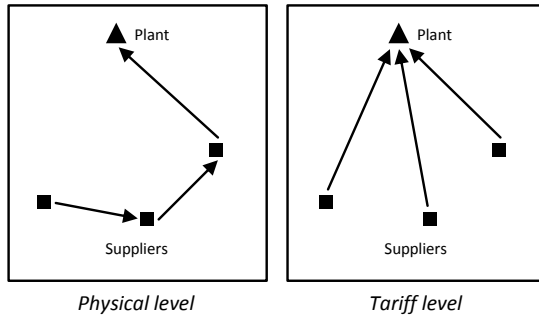 Plant
Suppliers
Physical level
Plant
Suppliers
Tariff level